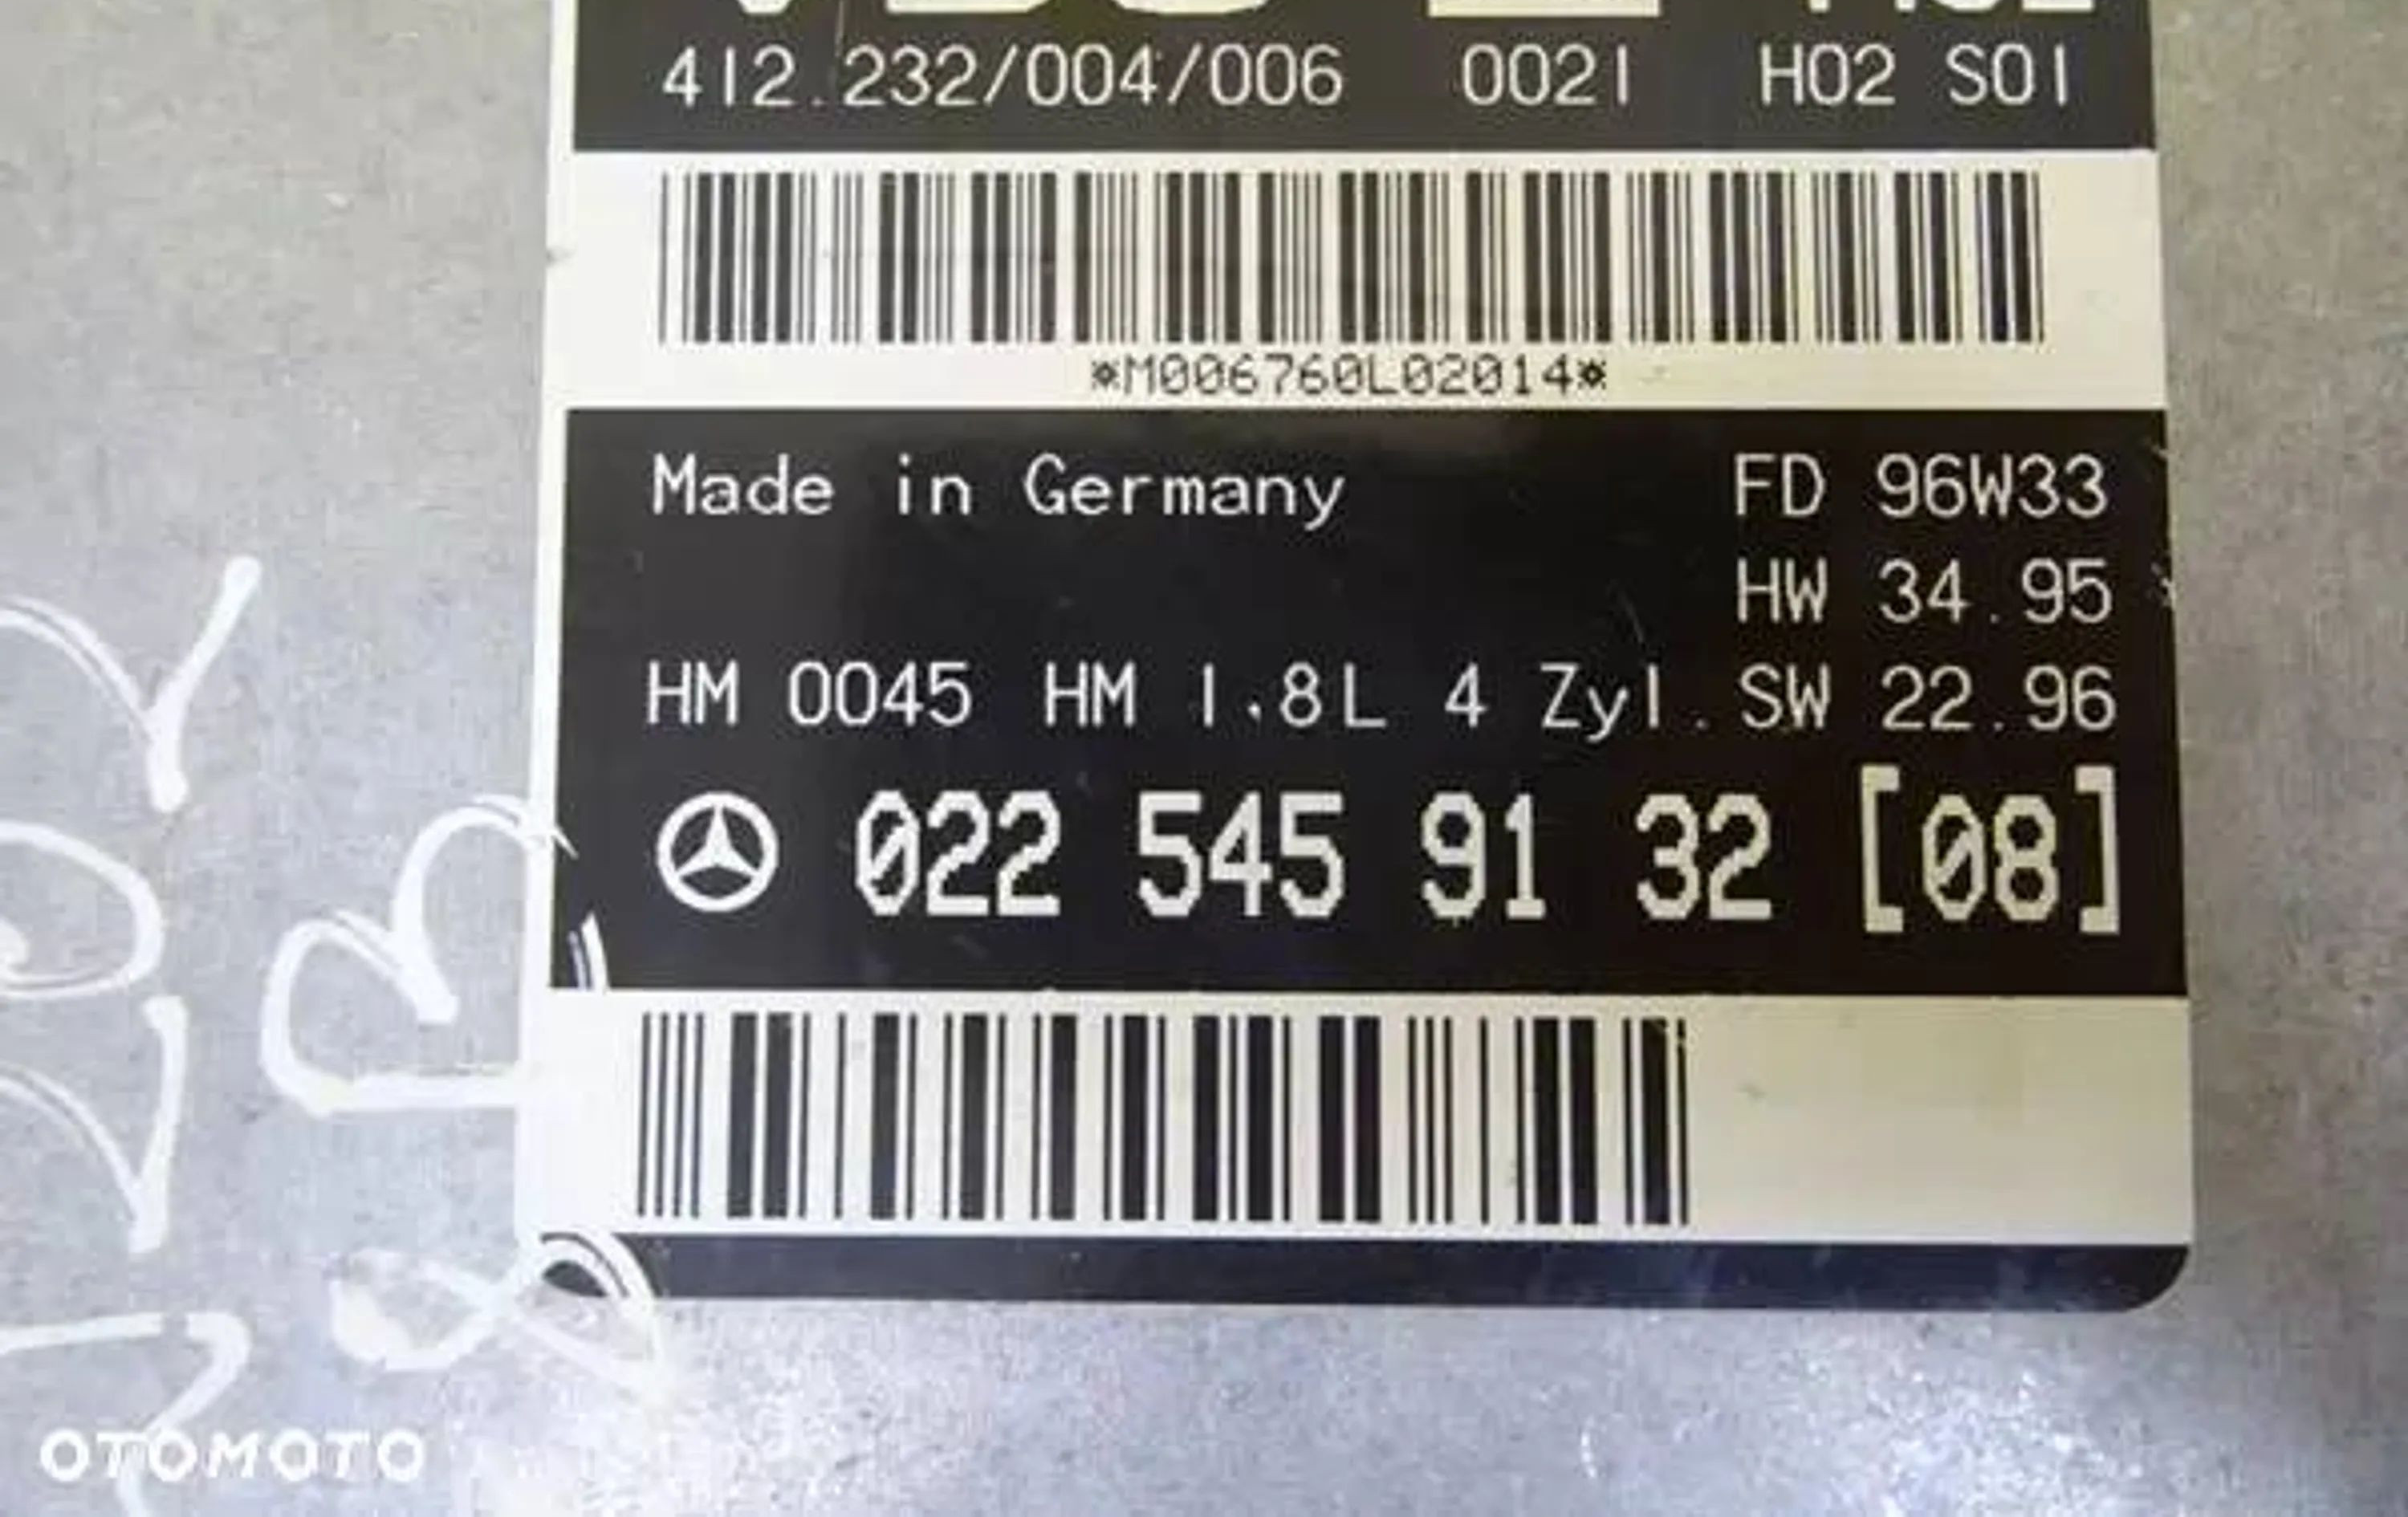 412.232/004/006 0021 H02 S01
*M006760L02014*
Made in Germany FD 96W33
HW 34.95
HM 0045 HM 1.8L 4 Zyl. SW 22.96
022 545 91 32 [08]
OTOMOTO